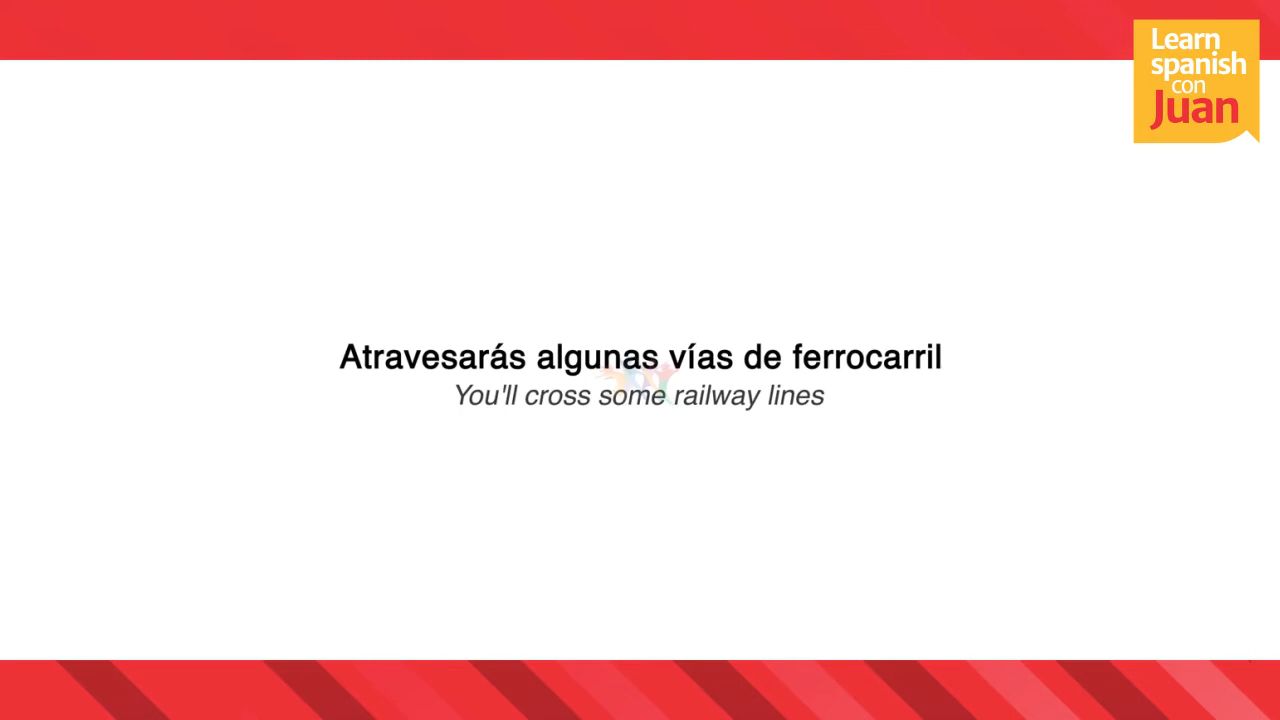 Learn
spanish
con
Juan
Atravesarás algunas vías de ferrocarril
You'll cross some railway lines